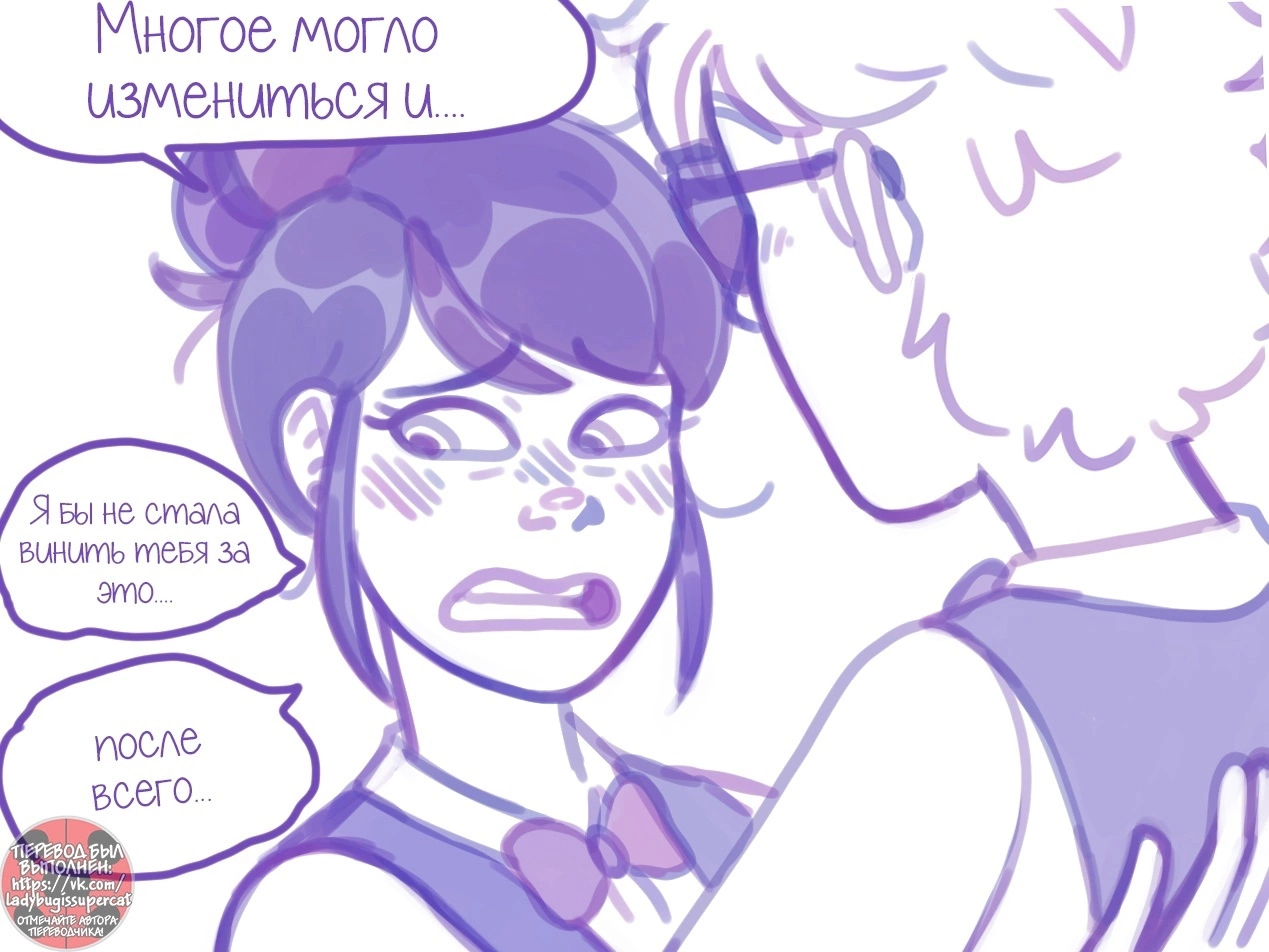 Многое могло
измениться и....
Я бы не стала
винить тебя за
это....
после
всего...
ПЕРЕВОД БЫЛ
ВЫПОЛНЕН:
https://vk.com/
ladybugissupercat
ОТМЕЧАЙТЕ АВТОРА
ПЕРЕВОДЧИКА!